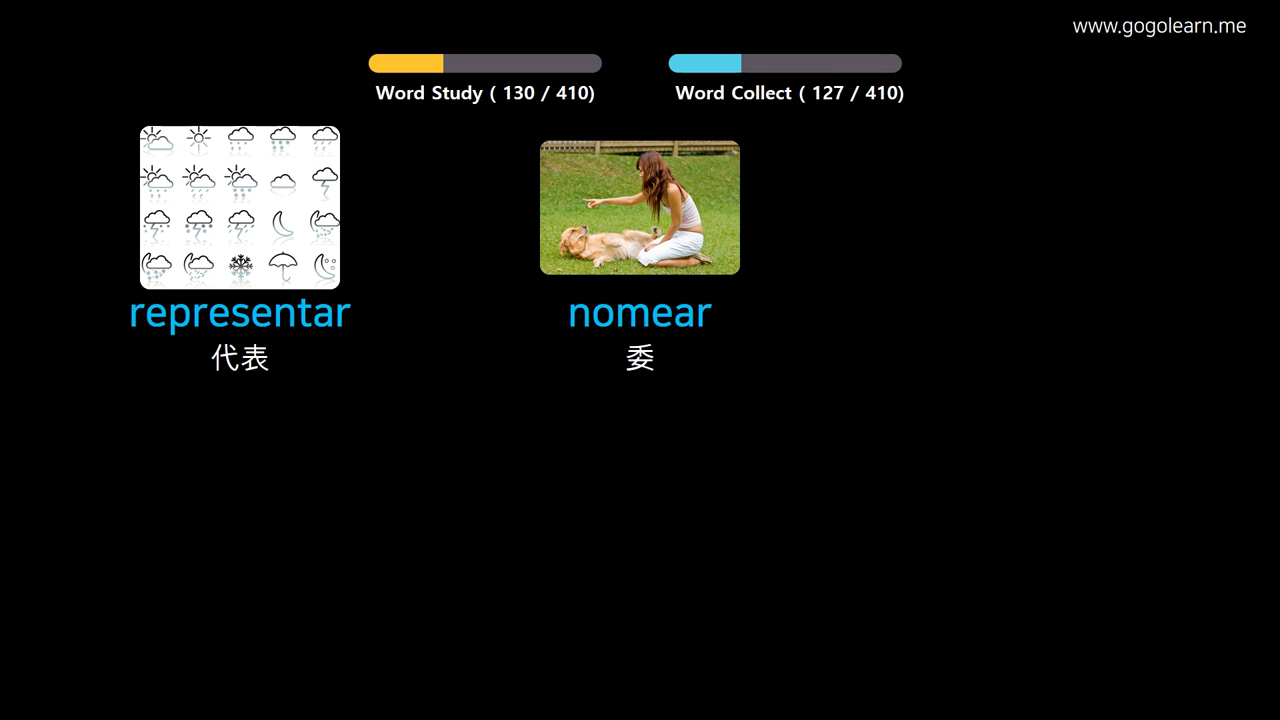 www.gogolearn.me
Word Study ( 130 / 410)
Word Collect ( 127 / 410)
representar
代表
nomear
委